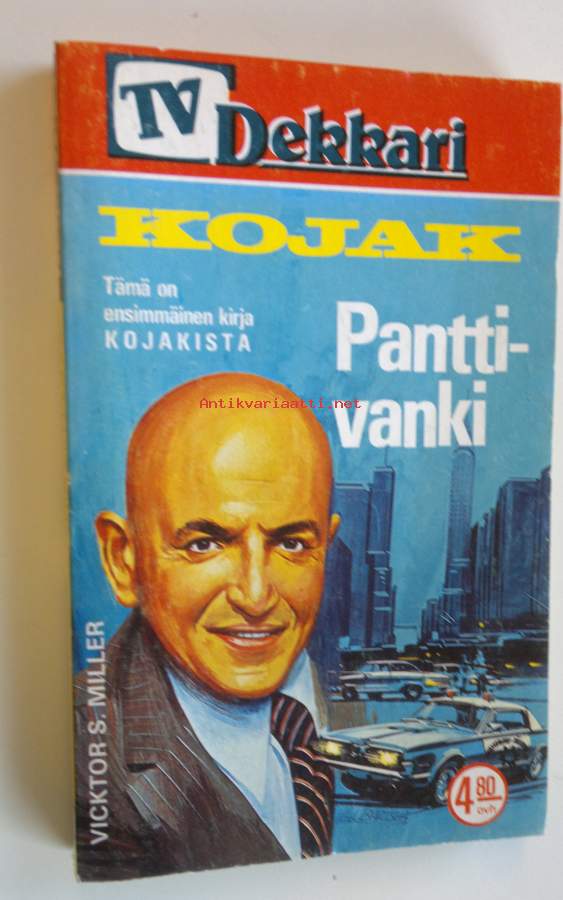 TV
Dekkari
KOJAK
Tämä on
ensimmäinen kirja
KOJAKISTA
Pantti-
vanki
Antikvariaatti.net
VICKTOR S. MILLER
4 80
ovh